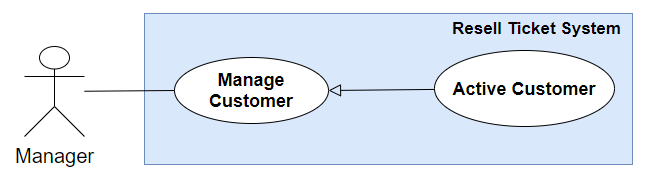 Resell Ticket System
Manage
Customer
Active Customer
Manager